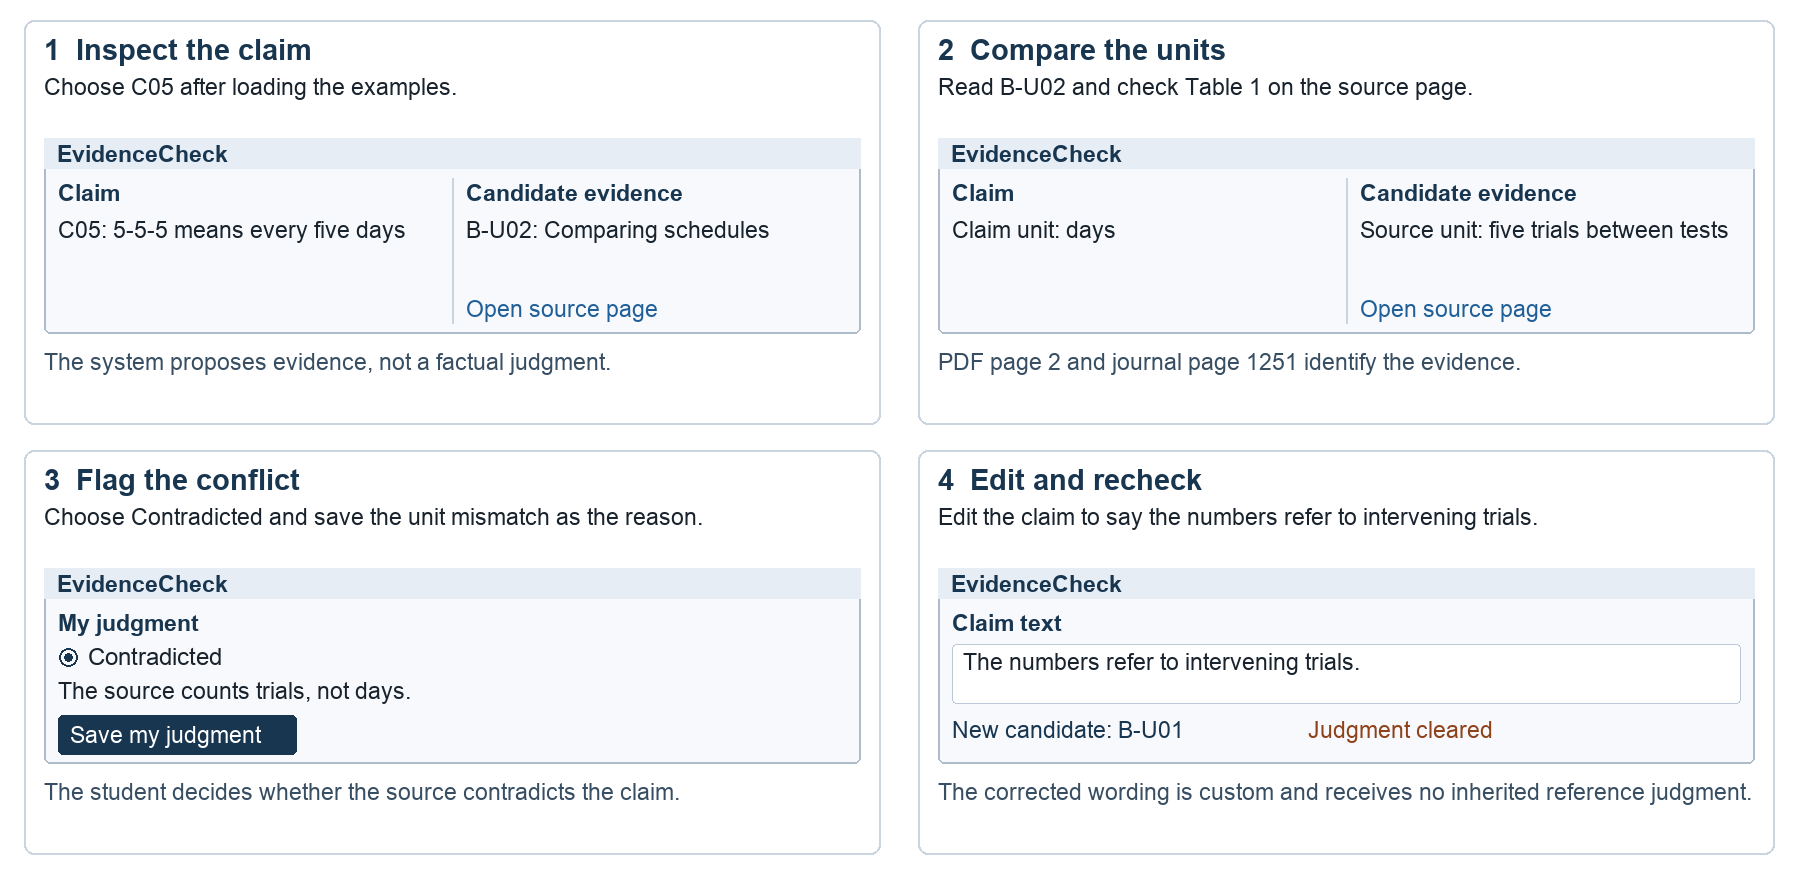 1 Inspect the claim
Choose C05 after loading the examples.
EvidenceCheck
Claim
C05: 5-5-5 means every five days
Candidate evidence
B-U02: Comparing schedules
Open source page
The system proposes evidence, not a factual judgment.
2 Compare the units
Read B-U02 and check Table 1 on the source page.
EvidenceCheck
Claim
Claim unit: days
Candidate evidence
Source unit: five trials between tests
Open source page
PDF page 2 and journal page 1251 identify the evidence.
3 Flag the conflict
Choose Contradicted and save the unit mismatch as the reason.
EvidenceCheck
My judgment
Contradicted
The source counts trials, not days.
Save my judgment
The student decides whether the source contradicts the claim.
4 Edit and recheck
Edit the claim to say the numbers refer to intervening trials.
EvidenceCheck
Claim text
The numbers refer to intervening trials.
New candidate: B-U01
Judgment cleared
The corrected wording is custom and receives no inherited reference judgment.